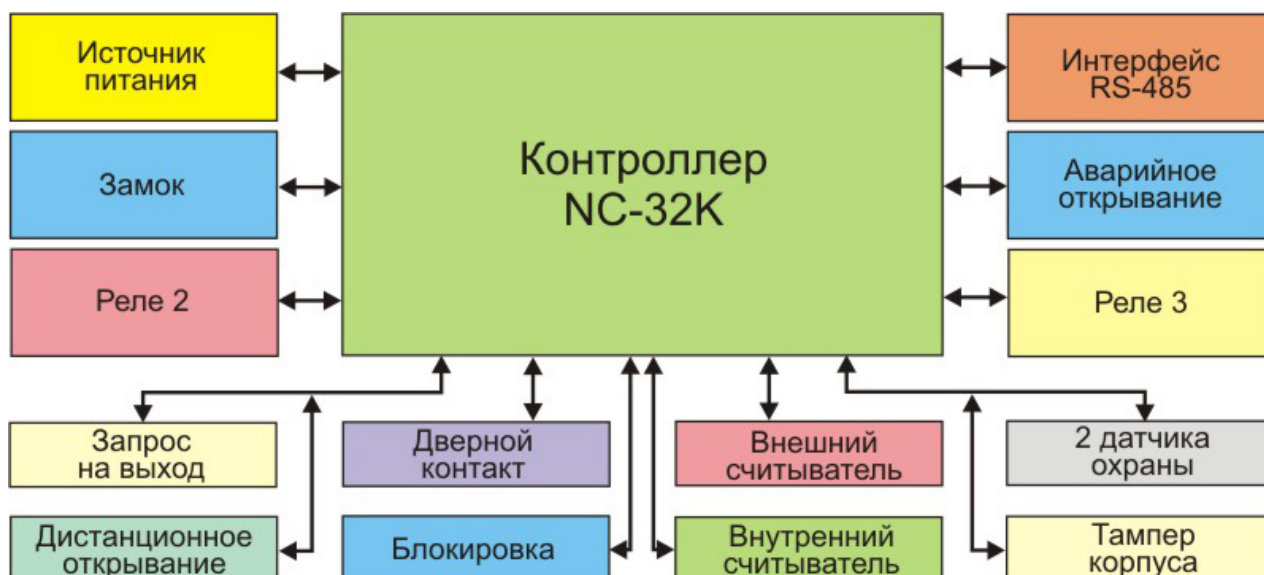 Источник
питания
Контроллер
NC-32K
Интерфейс
RS-485
Замок
Аварийное
открывание
Реле 2
Реле 3
Запрос
на выход
Дверной
контакт
Внешний
считыватель
2 датчика
охраны
Дистанционное
открывание
Блокировка
Внутренний
считыватель
Тампер
корпуса